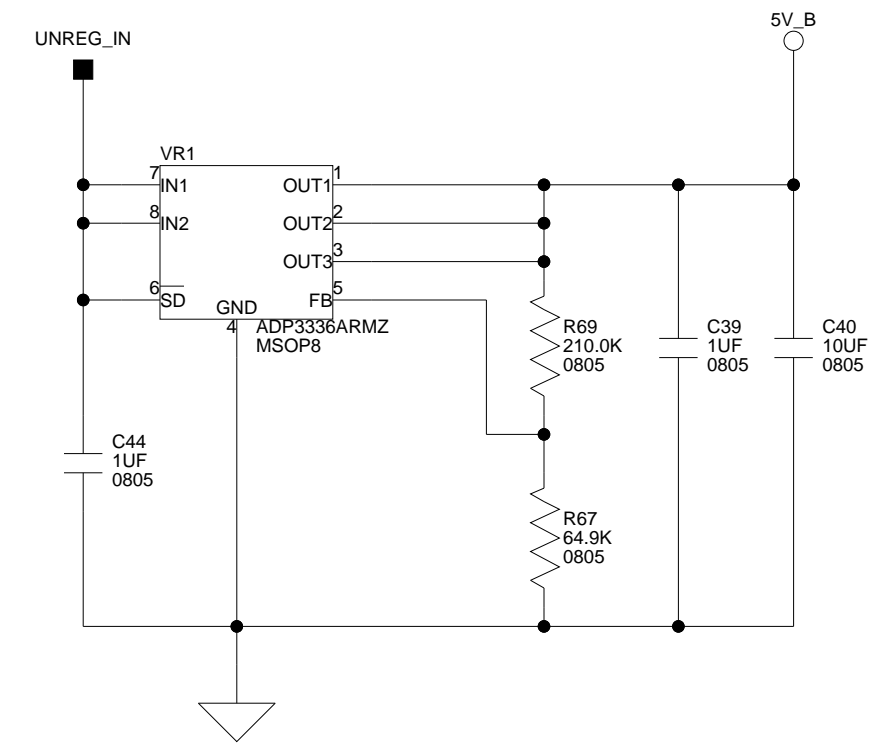 5V_B
UNREG_IN
VR1
7
IN1
OUT1
1
8
IN2
OUT2
2
OUT3
3
6
SD
GND
FB
5
4
ADP3336ARMZ
MSOP8
R69
210.0K
0805
C39
1UF
0805
C40
10UF
0805
C44
1UF
0805
R67
64.9K
0805